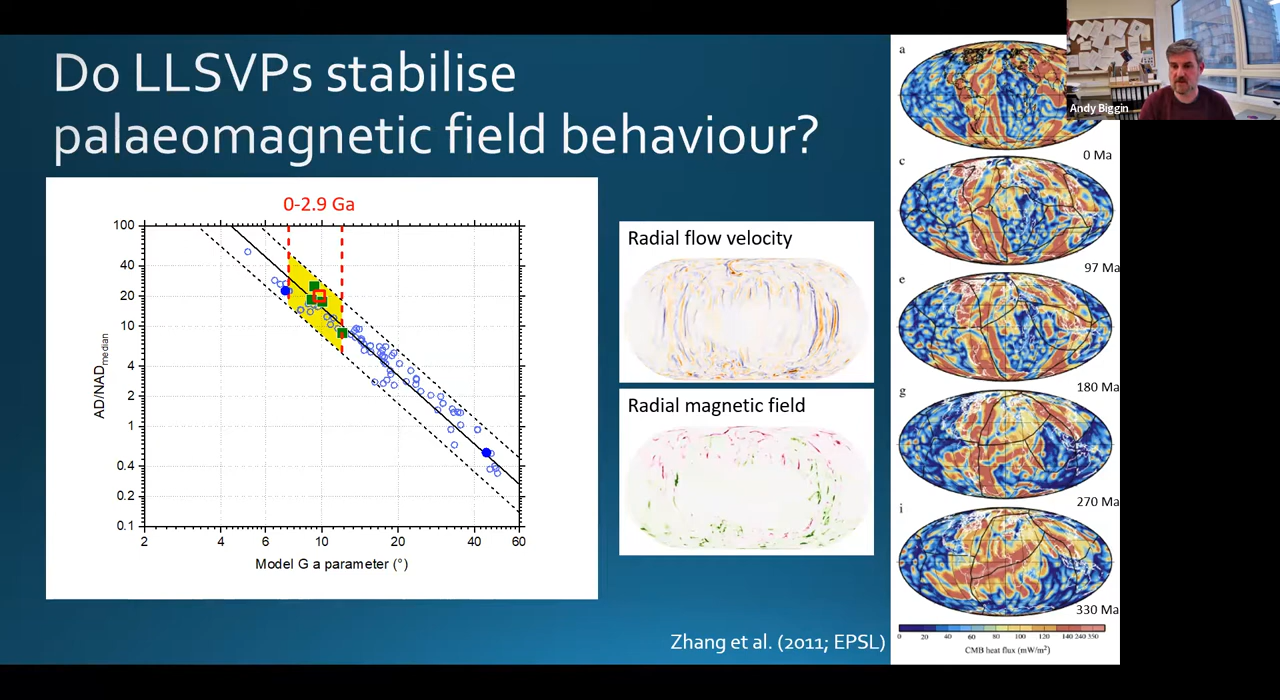 Do LLSVPs stabilise
palaeomagnetic field behaviour?
0-2.9 Ga
100
40
20
10
4
2
1
0.4
0.2
0.1
AD/NADmedian
2
4
6
10
20
40
60
Model G a parameter (°)
Radial flow velocity
Radial magnetic field
Zhang et al. (2011; EPSL)
a
0 Ma
c
97 Ma
e
180 Ma
g
270 Ma
i
330 Ma
0 20 40 60 80 100 120 140 240 350
CMB heat flux (mW/m²)
Andy Biggin